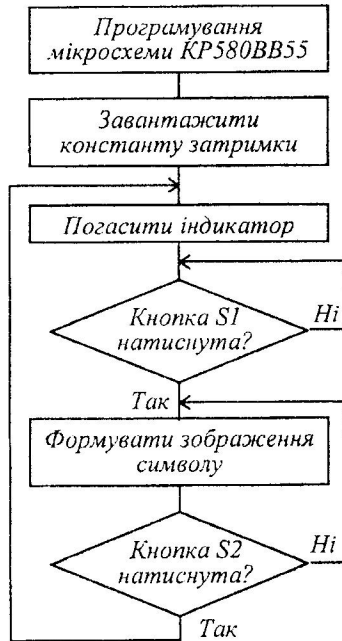 Програмування
мікросхеми КР580ВВ55
Завантажити
константу затримки
Погасити індикатор
Кнопка S1
натиснута?
Ні
Так
Формувати зображення
символу
Кнопка S2
натиснута?
Ні
Так